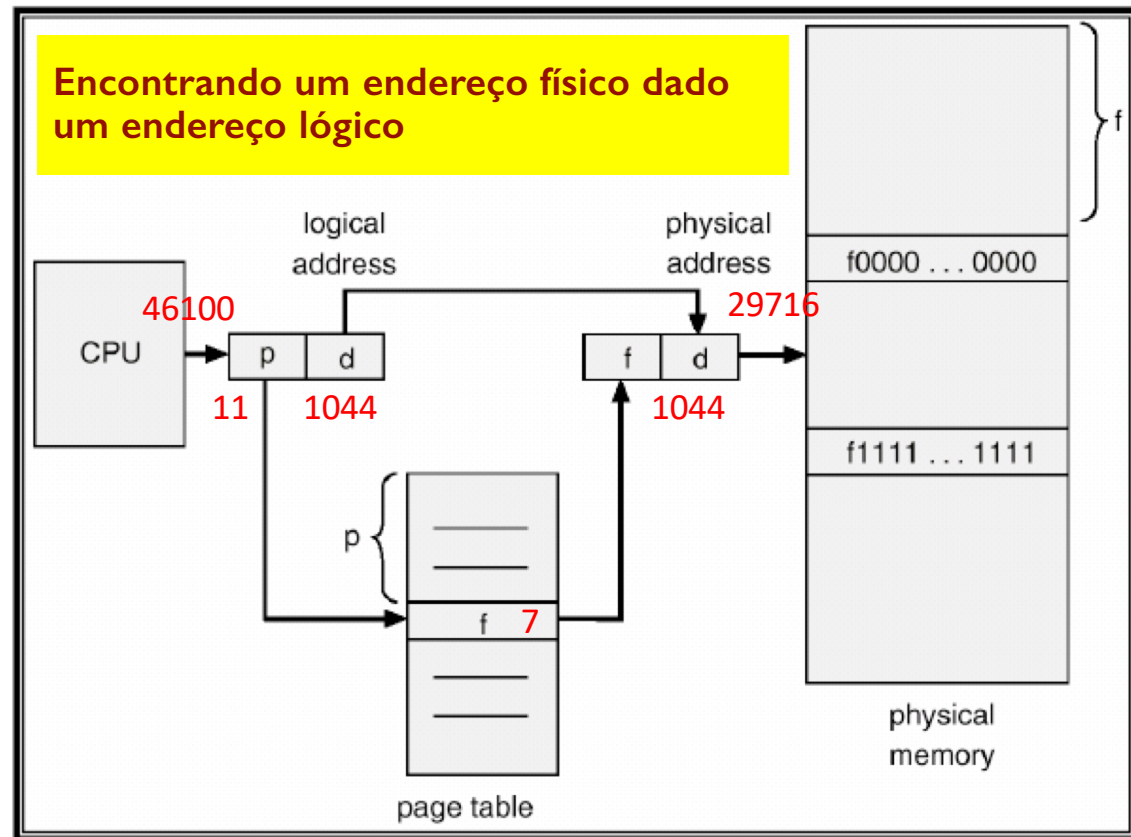 Encontrando um endereço físico dado
um endereço lógico
f
logical
address
physical
address
f0000 . . . 0000
46100
29716
CPU
p d
f d
11 1044
1044
f1111 . . . 1111
p
f 7
physical
memory
page table